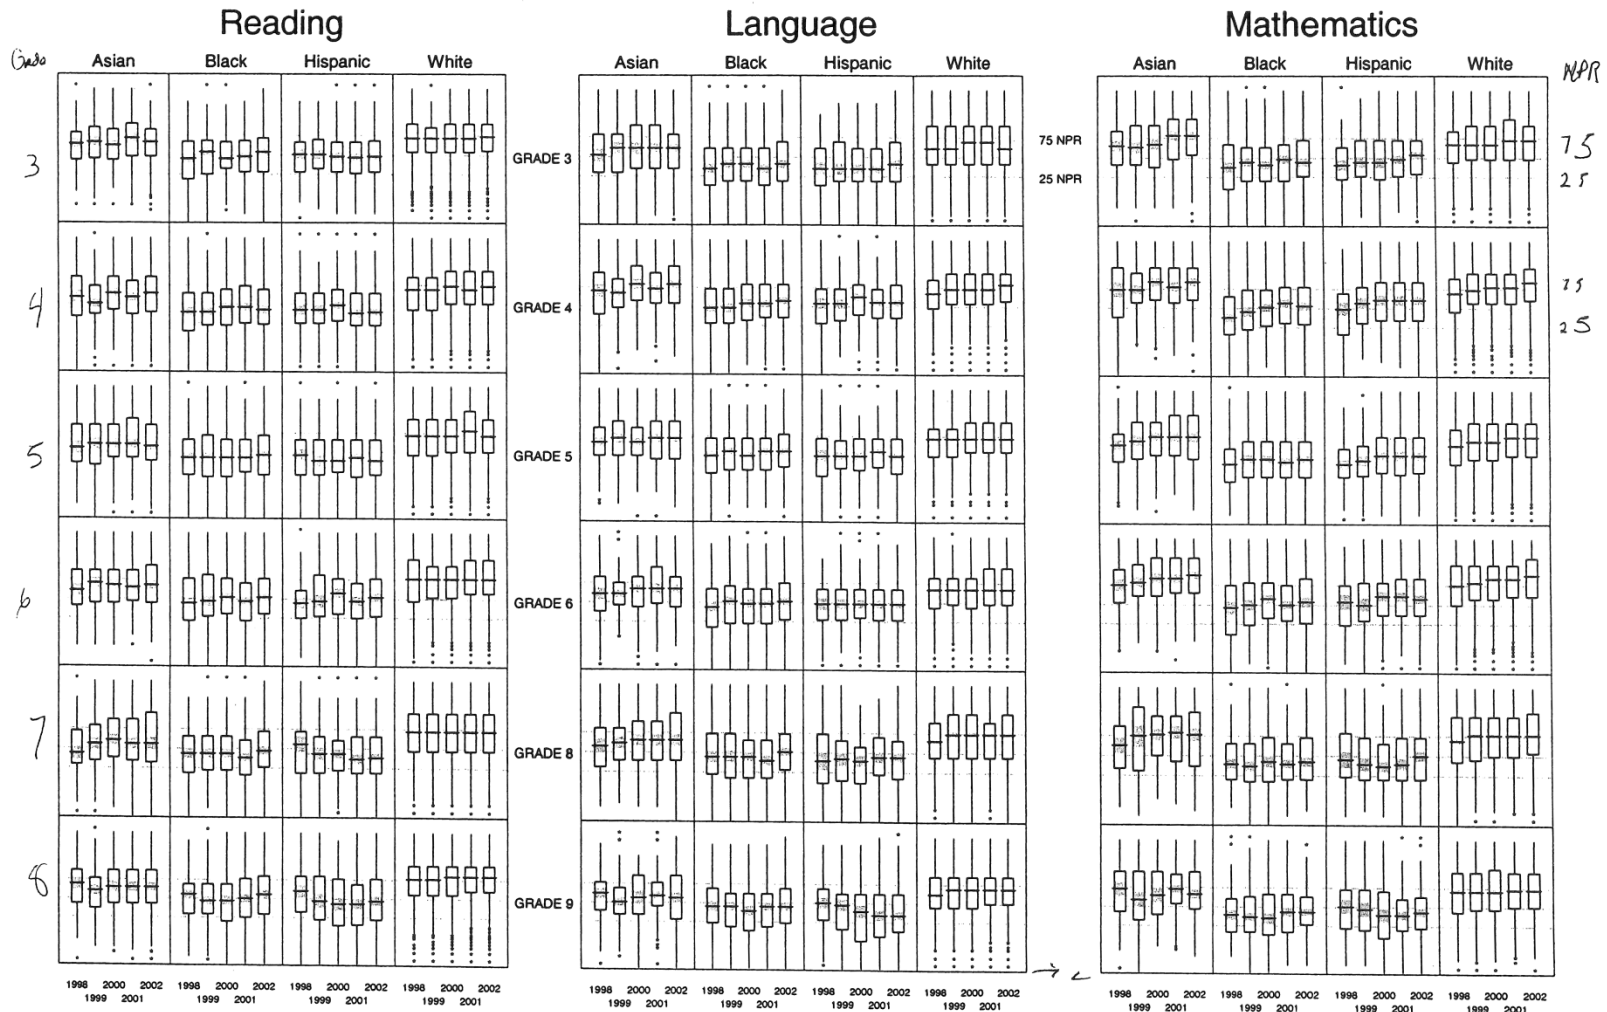 Reading Language Mathematics
Grade Asian Black Hispanic White Asian Black Hispanic White Asian Black Hispanic White NPR
3 GRADE 3 75 NPR 75
25 NPR 25
4 GRADE 4 75
25
5 GRADE 5
6 GRADE 6
7 GRADE 8
8 GRADE 9
1998 2000 2002 1998 2000 2002 1998 2000 2002 1998 2000 2002 1998 2000 2002 1998 2000 2002 1998 2000 2002 1998 2000 2002 1998 2000 2002 1998 2000 2002 1998 2000 2002 1998 2000 2002
1999 2001 1999 2001 1999 2001 1999 2001 1999 2001 1999 2001 1999 2001 1999 2001 1999 2001 1999 2001 1999 2001 1999 2001